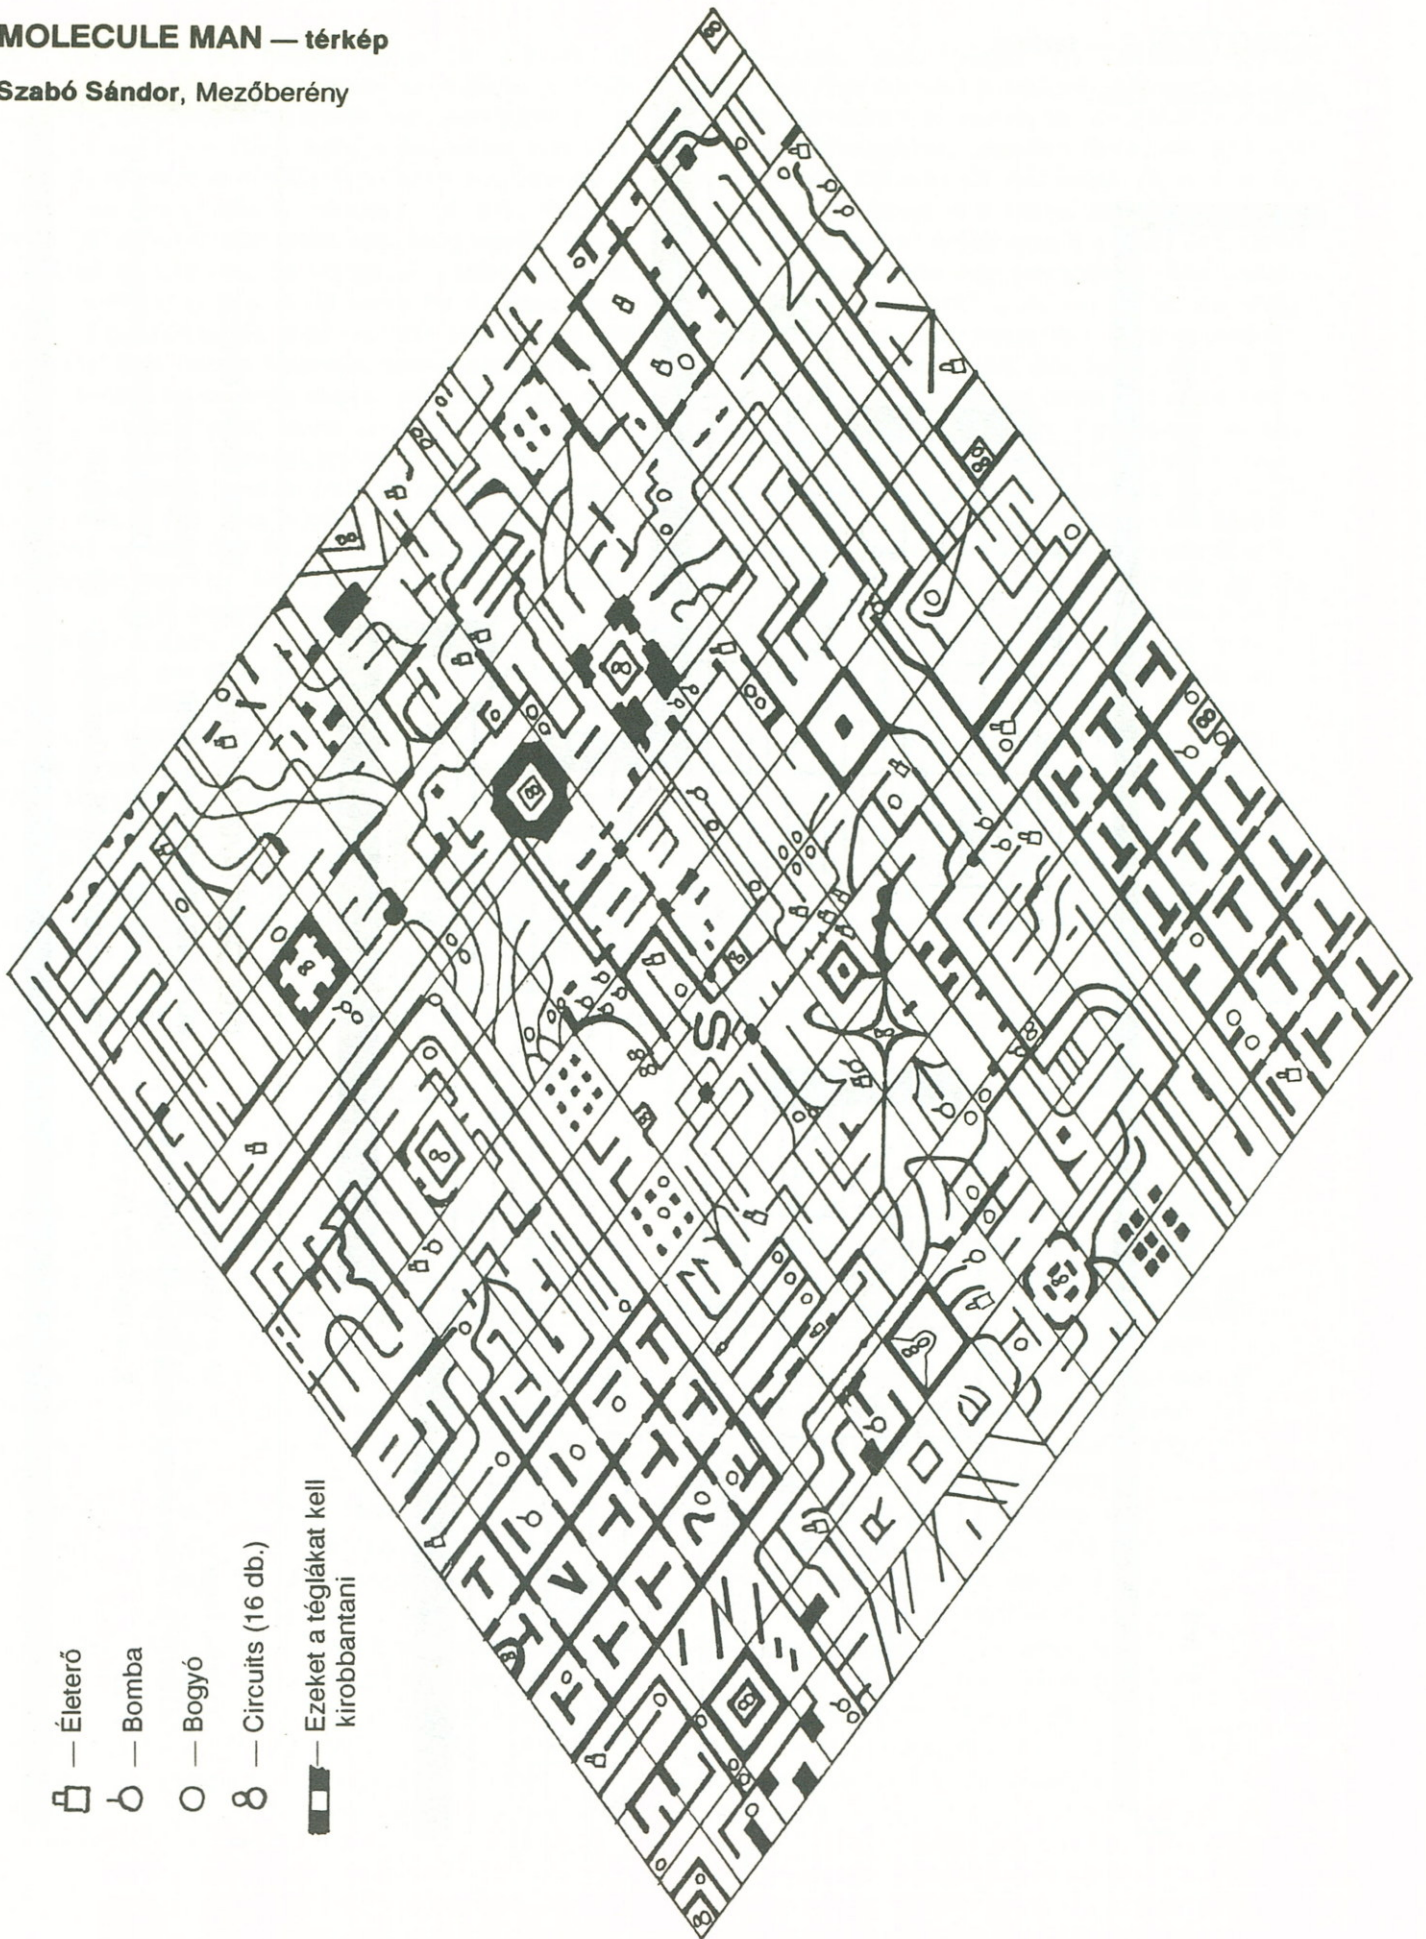 MOLECULE MAN — térkép
Szabó Sándor, Mezőberény
— Életerő
— Bomba
— Bogyó
— Circuits (16 db.)
— Ezeket a téglákat kell
kirobbantani
S
R